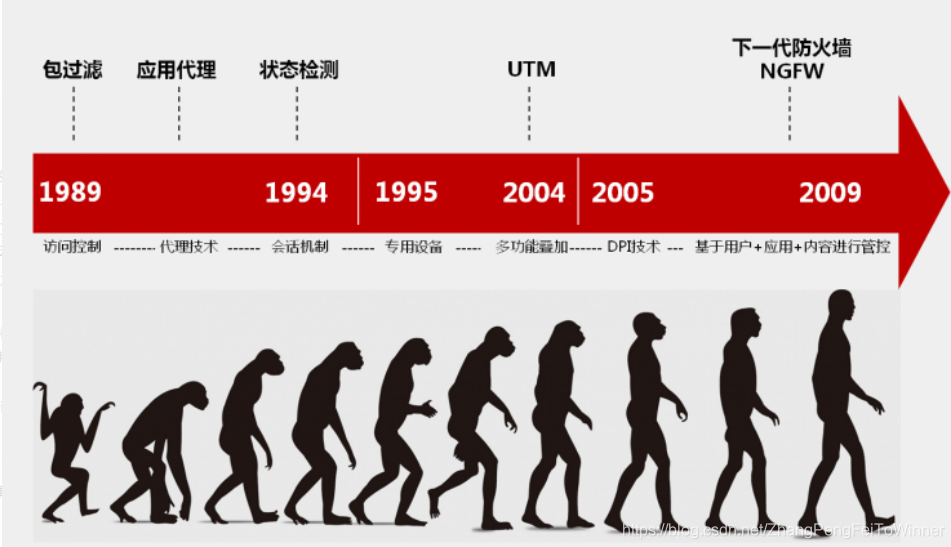 包过滤 应用代理 状态检测 UTM 下一代防火墙
NGFW
1989 1994 1995 2004 2005 2009
访问控制 -------- 代理技术 ------ 会话机制 ------ 专用设备 ----- 多功能叠加------ DPI技术 --- 基于用户+应用+内容进行管控
https://blog.csdn.net/ZhangPengFeiToWinner